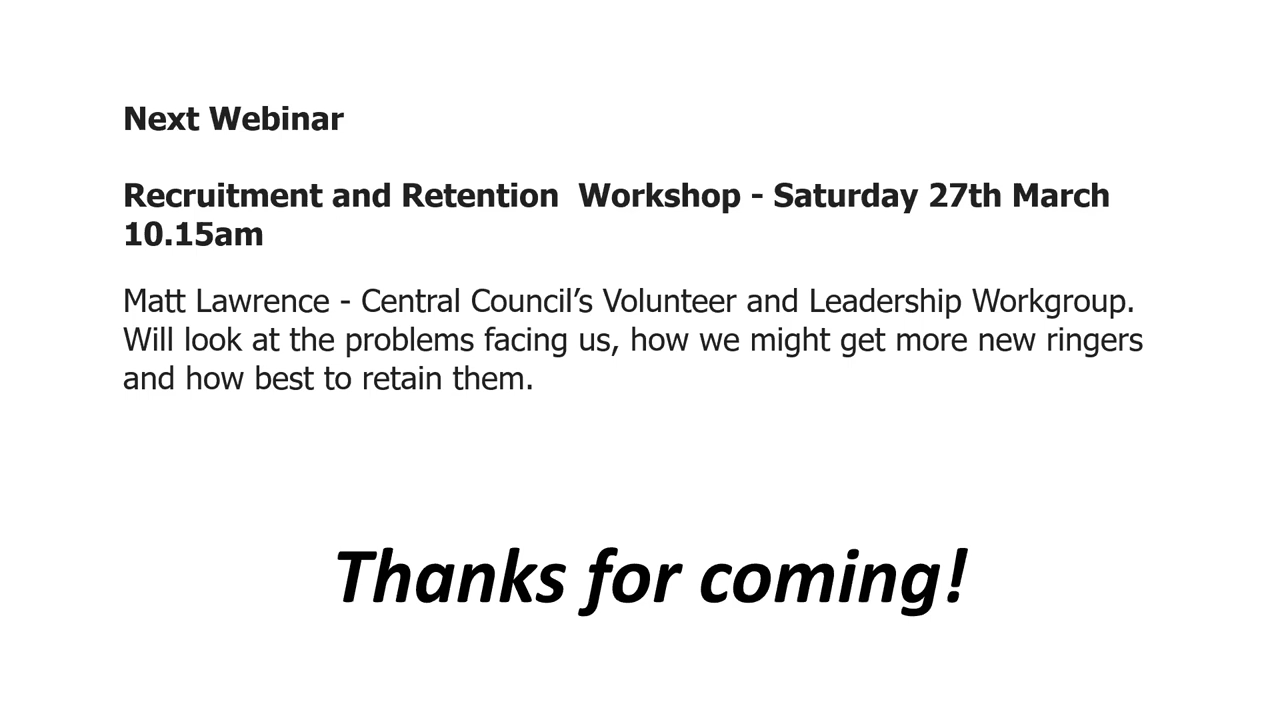 Next Webinar
Recruitment and Retention  Workshop - Saturday 27th March
10.15am
Matt Lawrence - Central Council’s Volunteer and Leadership Workgroup.
Will look at the problems facing us, how we might get more new ringers
and how best to retain them.
Thanks for coming!